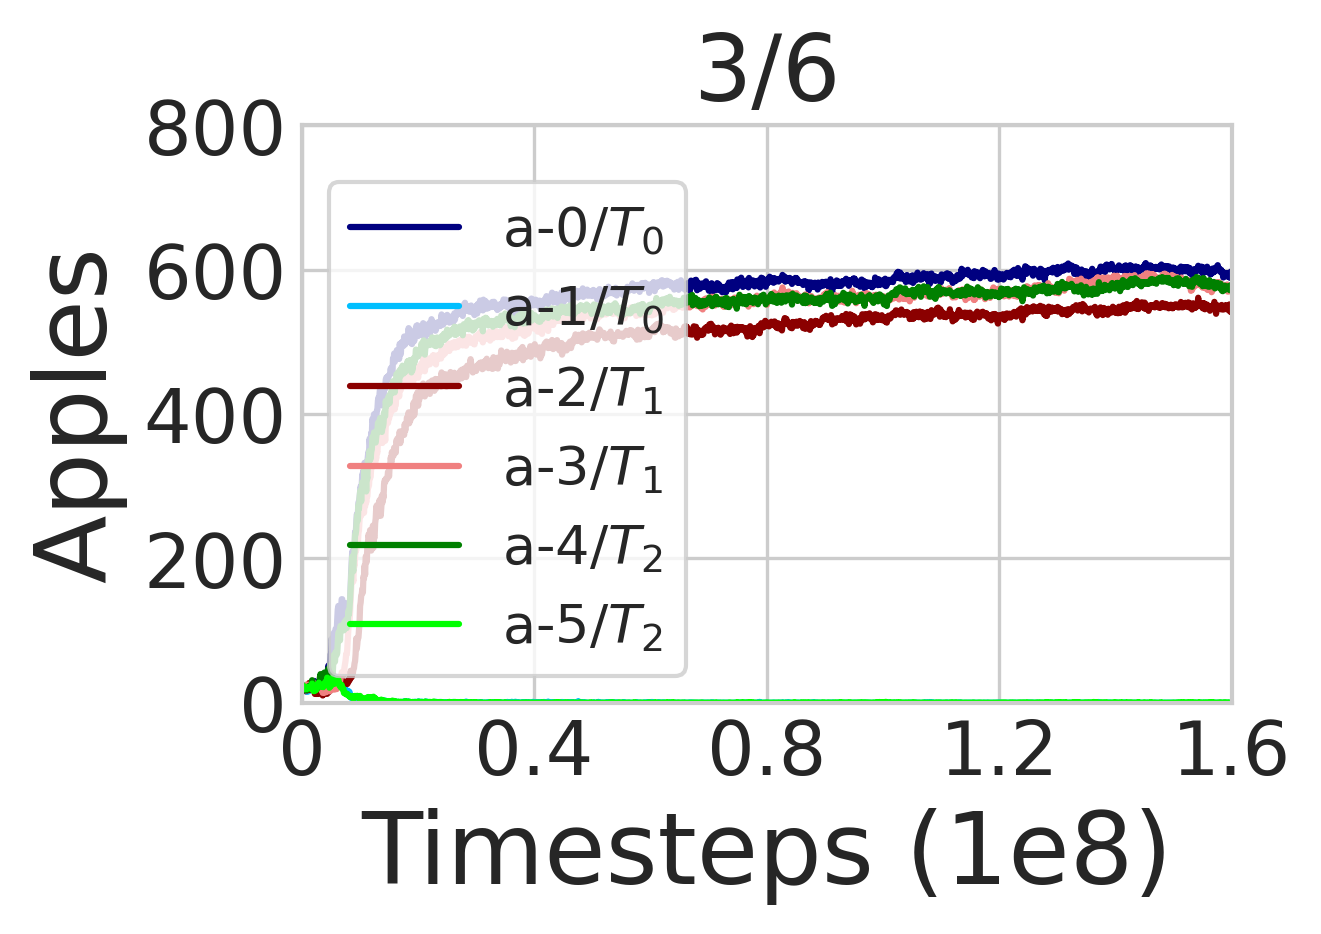 3/6
Apples
800
600
400
200
0
a-0/T₀
a-1/T₀
a-2/T₁
a-3/T₁
a-4/T₂
a-5/T₂
0 0.4 0.8 1.2 1.6
Timesteps (1e8)